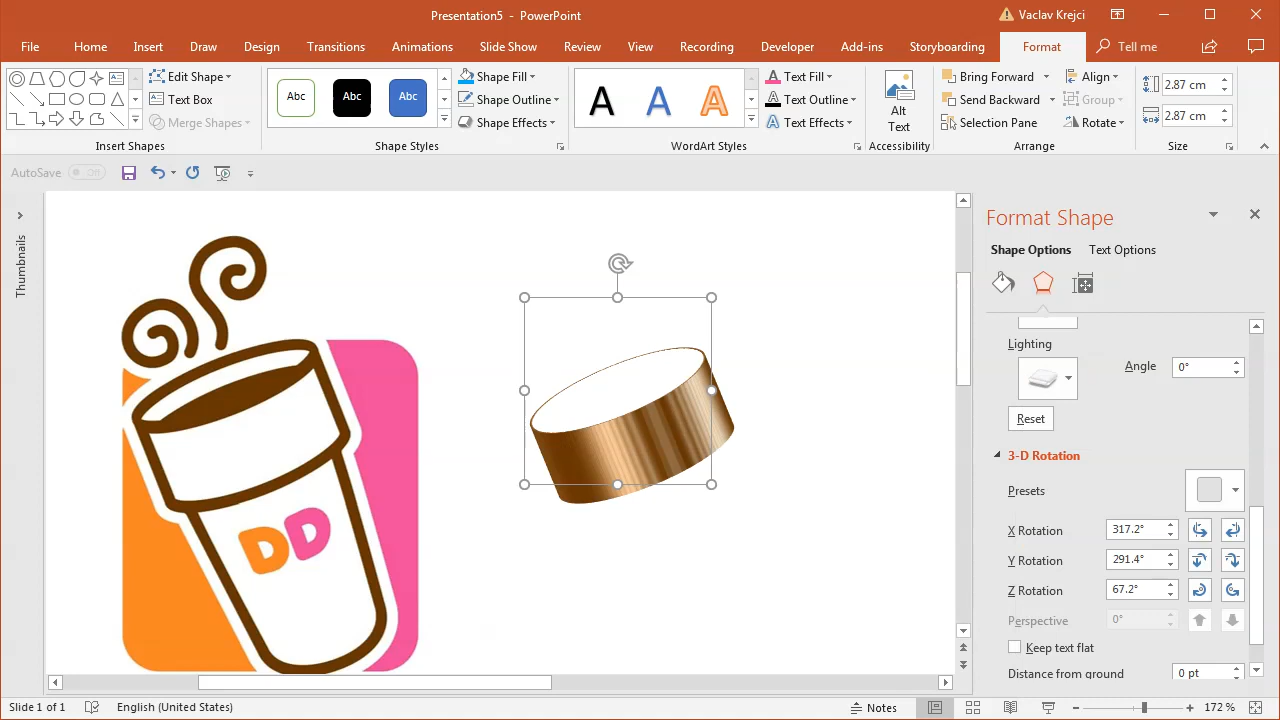 Presentation5 - PowerPoint
Vaclav Krejci
File Home Insert Draw Design Transitions Animations Slide Show Review View Recording Developer Add-ins Storyboarding Format Tell me
Edit Shape
Text Box
Merge Shapes
Insert Shapes
Abc Abc Abc
Shape Fill
Shape Outline
Shape Effects
Shape Styles
A A A
Text Fill
Text Outline
Text Effects
WordArt Styles
Alt
Text
Accessibility
Bring Forward
Send Backward
Selection Pane
Align
Group
Rotate
Arrange
2.87 cm
2.87 cm
Size
AutoSave Off
Thumbnails
DD
Format Shape
Shape Options Text Options
Lighting
Angle 0°
Reset
3-D Rotation
Presets
X Rotation 317.2°
Y Rotation 291.4°
Z Rotation 67.2°
Perspective 0°
Keep text flat
Distance from ground 0 pt
Slide 1 of 1 English (United States) Notes 172 %